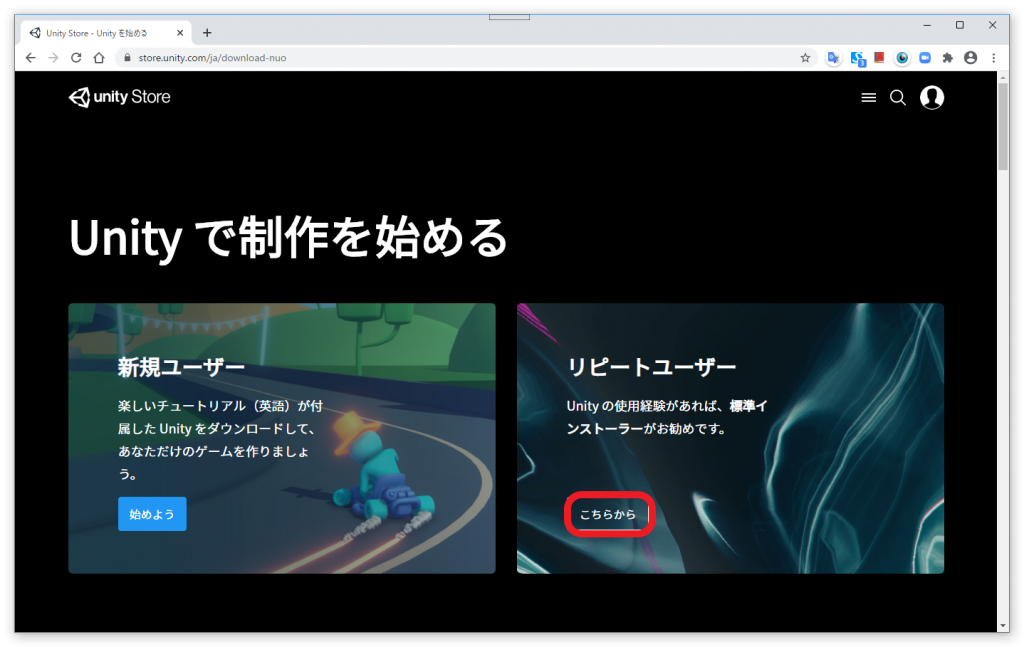 Unity Store - Unity を始める
store.unity.com/ja/download-nuo
3
unity Store
Unity で制作を始める
新規ユーザー
楽しいチュートリアル（英語）が付
属した Unity をダウンロードして、
あなただけのゲームを作りましょ
う。
始めよう
リピートユーザー
Unity の使用経験があれば、標準イ
ンストーラーがお勧めです。
こちらから